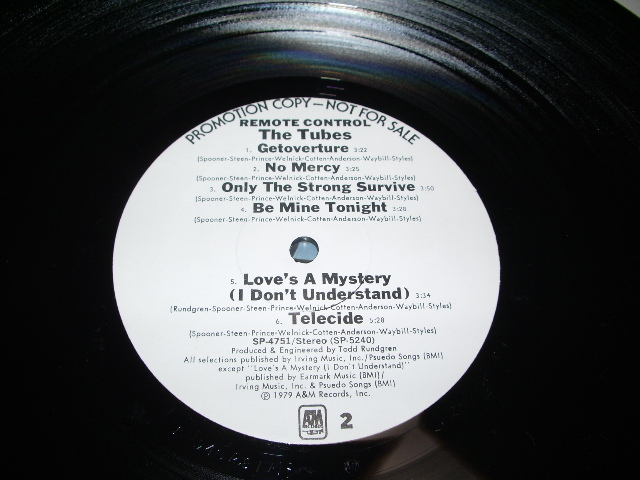 PROMOTION COPY—NOT FOR SALE
REMOTE CONTROL
The Tubes
1. Getoverture 3:22
(Spooner-Steen-Prince-Welnick-Cotten-Anderson-Waybill-Styles)
2. No Mercy 3:25
(Spooner-Steen-Prince-Welnick-Cotten-Anderson-Waybill-Styles)
3. Only The Strong Survive 3:50
(Spooner-Steen-Prince-Welnick-Cotten-Anderson-Waybill-Styles)
4. Be Mine Tonight 3:28
(Spooner-Steen-Prince-Welnick-Cotten-Anderson-Waybill-Styles)
5. Love's A Mystery
(I Don't Understand) 3:34
(Rundgren-Spooner-Steen-Prince-Welnick-Cotten-Anderson-Waybill-Styles)
6. Telecide 5:28
(Spooner-Steen-Prince-Welnick-Cotten-Anderson-Waybill-Styles)
SP-4751/Stereo (SP-5240)
Produced & Engineered by Todd Rundgren
All selections published by Irving Music, Inc./Psuedo Songs (BMI)
except "Love's A Mystery (I Don't Understand)"
published by Earmark Music (BMI)/
Irving Music, Inc. & Psuedo Songs (BMI)
℗ 1979 A&M Records, Inc.
A&M
RECORDS
2